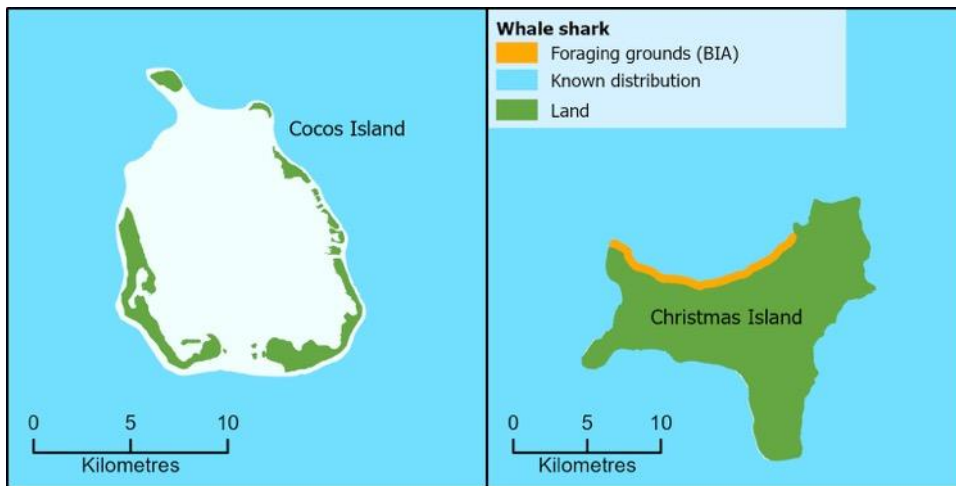 Cocos Island
0 5 10
Kilometres
Whale shark
Foraging grounds (BIA)
Known distribution
Land
Christmas Island
0 5 10
Kilometres